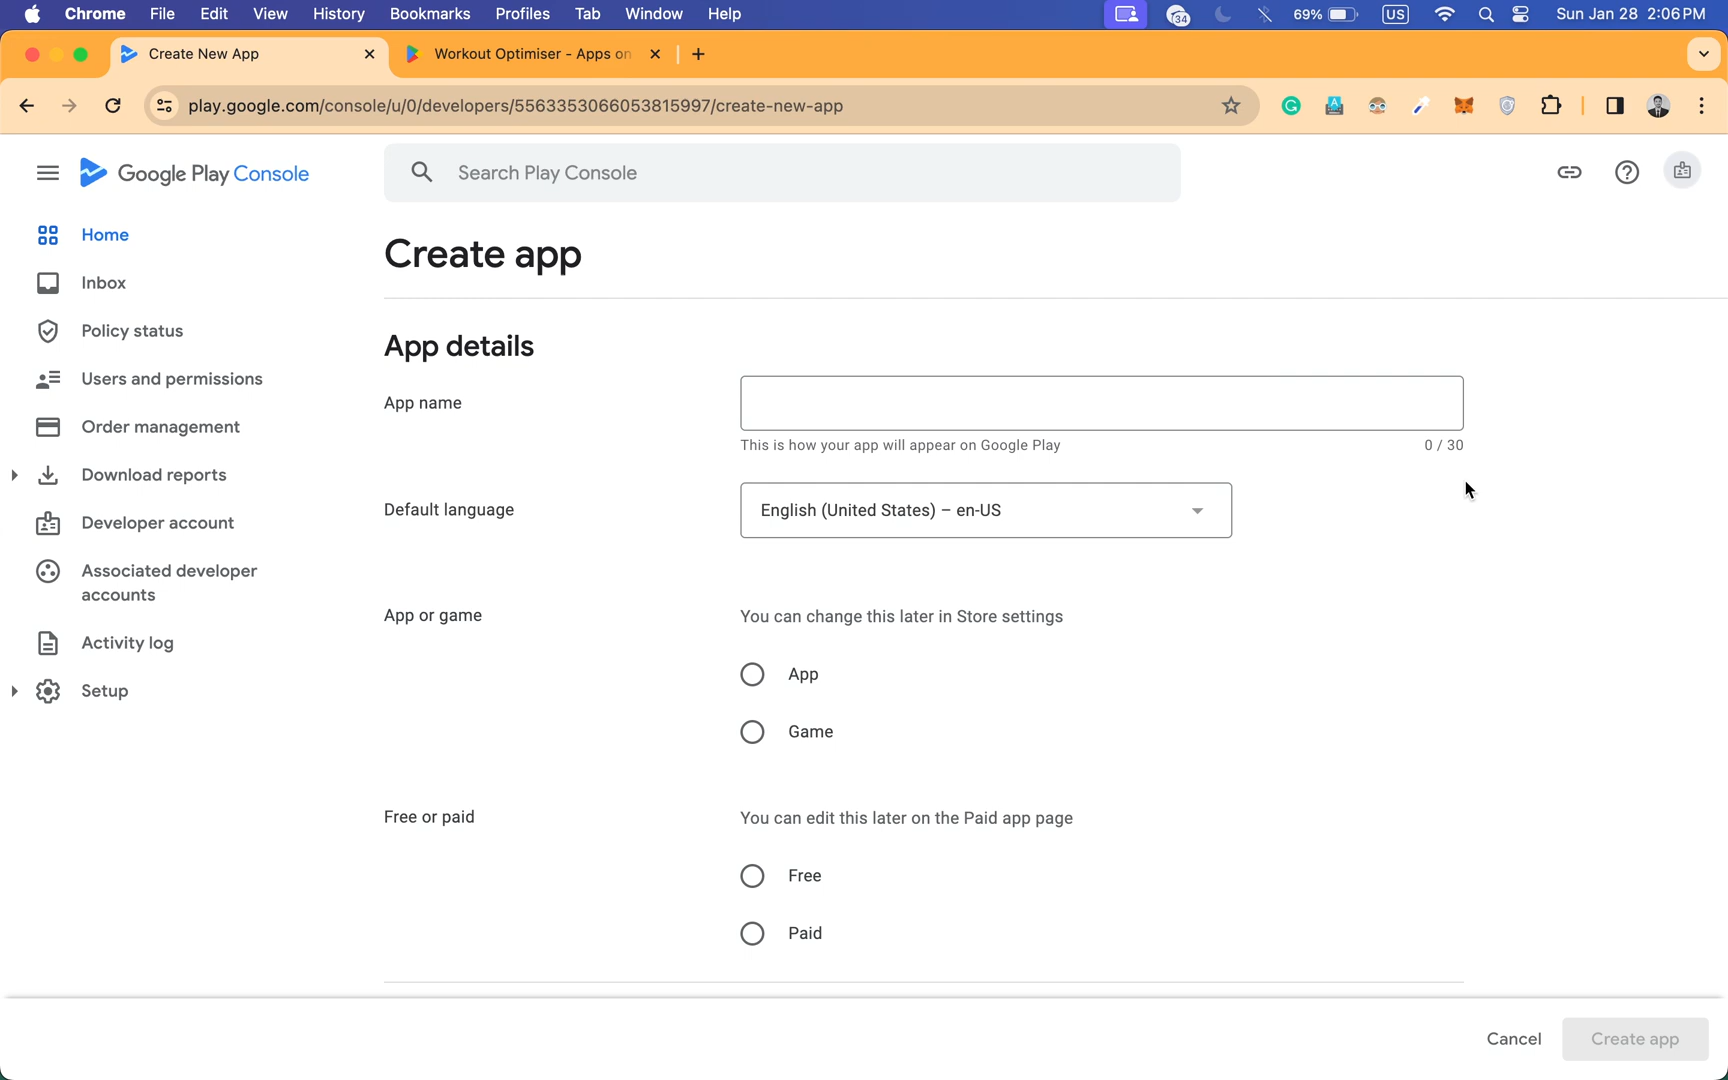 Chrome File Edit View History Bookmarks Profiles Tab Window Help 34 69% US Sun Jan 28 2:06 PM
Create New App Workout Optimiser - Apps on
play.google.com/console/u/0/developers/5563353066053815997/create-new-app
Google Play Console
Search Play Console
Home
Inbox
Policy status
Users and permissions
Order management
Download reports
Developer account
Associated developer
accounts
Activity log
Setup
Create app
App details
App name
This is how your app will appear on Google Play 0 / 30
Default language English (United States) – en-US
App or game You can change this later in Store settings
App
Game
Free or paid You can edit this later on the Paid app page
Free
Paid
Cancel Create app